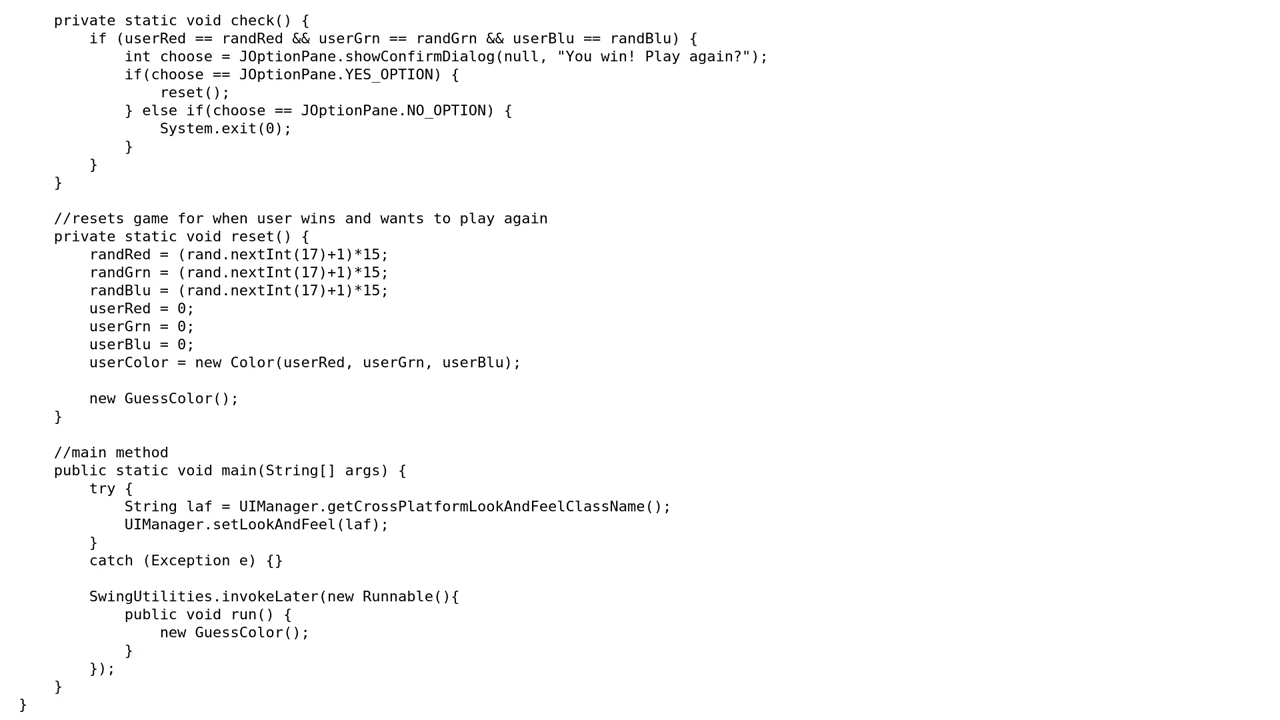 private static void check() {
if (userRed == randRed && userGrn == randGrn && userBlu == randBlu) {
int choose = JOptionPane.showConfirmDialog(null, "You win! Play again?");
if(choose == JOptionPane.YES_OPTION) {
reset();
} else if(choose == JOptionPane.NO_OPTION) {
System.exit(0);
}
}
}
//resets game for when user wins and wants to play again
private static void reset() {
randRed = (rand.nextInt(17)+1)*15;
randGrn = (rand.nextInt(17)+1)*15;
randBlu = (rand.nextInt(17)+1)*15;
userRed = 0;
userGrn = 0;
userBlu = 0;
userColor = new Color(userRed, userGrn, userBlu);
new GuessColor();
}
//main method
public static void main(String[] args) {
try {
String laf = UIManager.getCrossPlatformLookAndFeelClassName();
UIManager.setLookAndFeel(laf);
}
catch (Exception e) {}
SwingUtilities.invokeLater(new Runnable(){
public void run() {
new GuessColor();
}
});
}
}